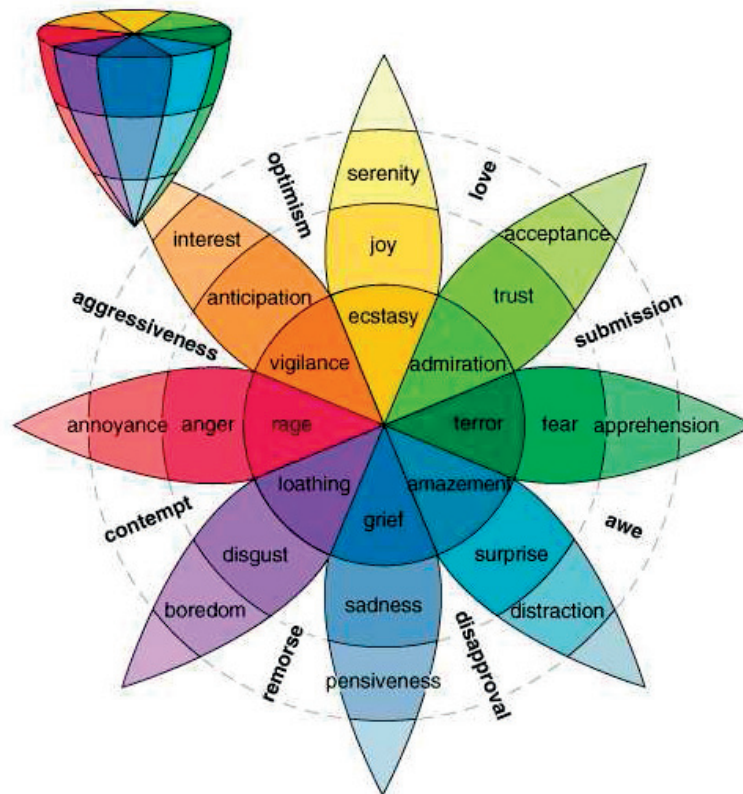 optimism
love
serenity
interest
acceptance
joy
anticipation
trust
aggressiveness
submission
ecstasy
vigilance
admiration
annoyance
anger
rage
terror
fear
apprehension
loathing
amazement
contempt
grief
awe
disgust
surprise
boredom
sadness
distraction
remorse
disapproval
pensiveness